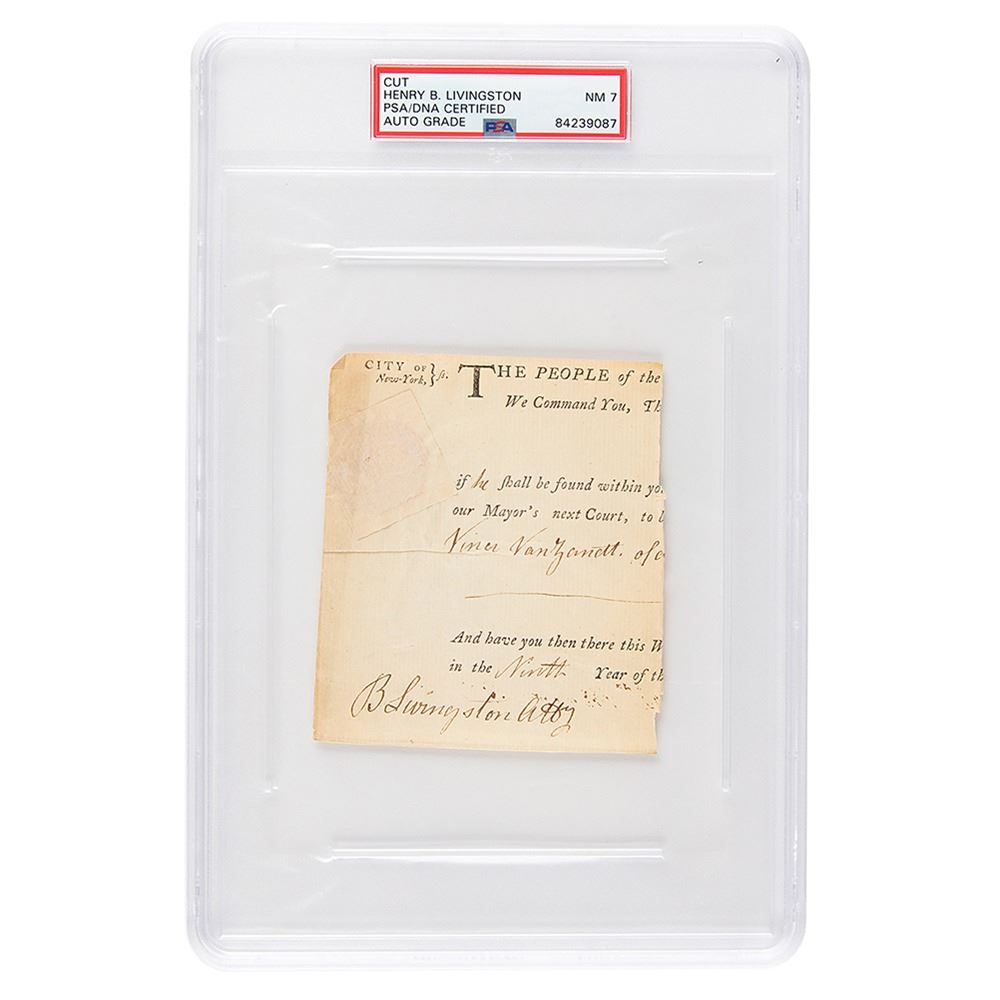 CUT
HENRY B. LIVINGSTON NM 7
PSA/DNA CERTIFIED
AUTO GRADE PSA 84239087
CITY OF } ſs. THE PEOPLE of the
New-York,
We Command You, Th
if he ſhall be found within yo
our Mayor's next Court, to
Viner VanZandt. of a
And have you then there this W
in the Ninth Year of th
B Livingston Atty